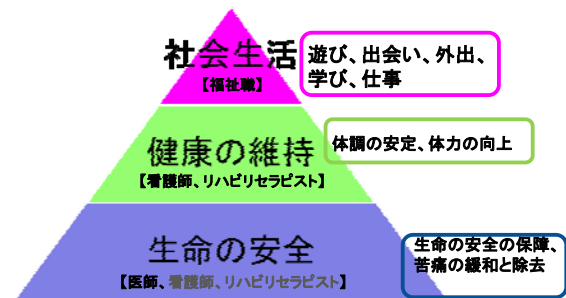 社会生活
【福祉職】
遊び、出会い、外出、
学び、仕事
健康の維持
【看護師、リハビリセラピスト】
体調の安定、体力の向上
生命の安全
【医師、看護師、リハビリセラピスト】
生命の安全の保障、
苦痛の緩和と除去